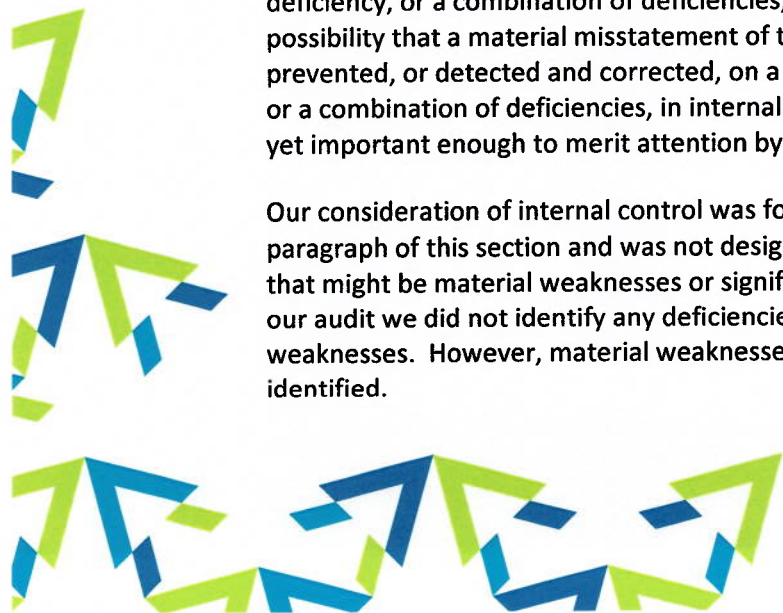 deficiency, or a combination of deficiencies,
possibility that a material misstatement of t
prevented, or detected and corrected, on a
or a combination of deficiencies, in internal
yet important enough to merit attention by
Our consideration of internal control was fo
paragraph of this section and was not desig
that might be material weaknesses or signif
our audit we did not identify any deficiencie
weaknesses. However, material weaknesse
identified.